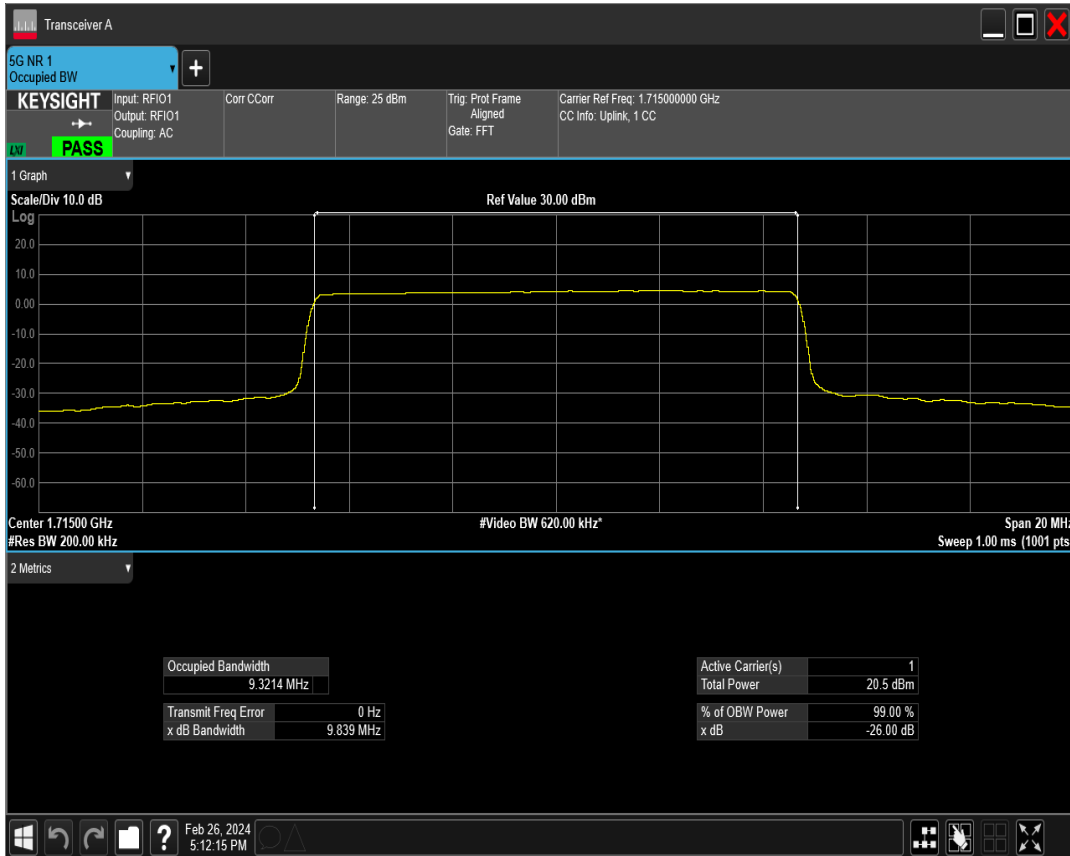 Transceiver A
5G NR 1
Occupied BW
+
KEYSIGHT
LXI
PASS
Input: RFIO1
Output: RFIO1
Coupling: AC
Corr CCorr
Range: 25 dBm
Trig: Prot Frame
Aligned
Gate: FFT
Carrier Ref Freq: 1.715000000 GHz
CC Info: Uplink, 1 CC
1 Graph
Scale/Div 10.0 dB
Ref Value 30.00 dBm
Log
20.0
10.0
0.00
-10.0
-20.0
-30.0
-40.0
-50.0
-60.0
Center 1.71500 GHz
#Video BW 620.00 kHz*
Span 20 MHz
#Res BW 200.00 kHz
Sweep 1.00 ms (1001 pts
2 Metrics
Occupied Bandwidth
9.3214 MHz
Transmit Freq Error 0 Hz
x dB Bandwidth 9.839 MHz
Active Carrier(s) 1
Total Power 20.5 dBm
% of OBW Power 99.00 %
x dB -26.00 dB
?
Feb 26, 2024
5:12:15 PM